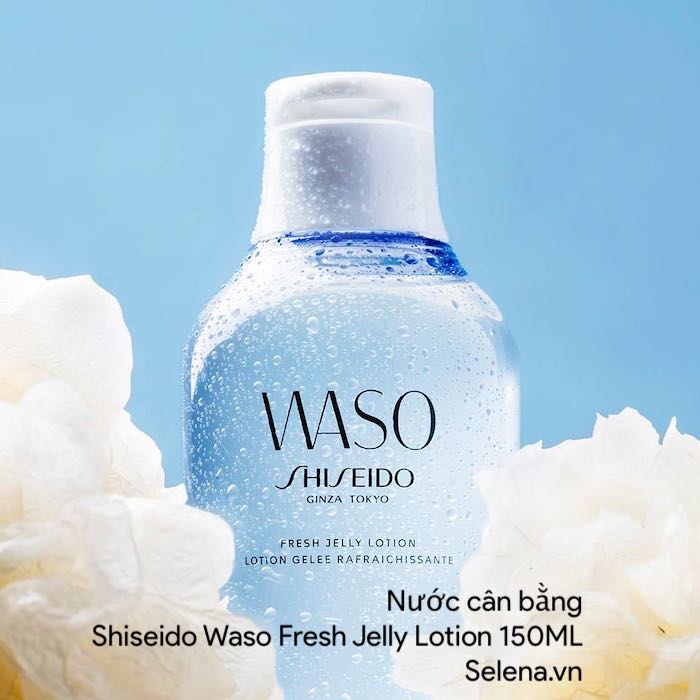 WASO
SHISEIDO
GINZA TOKYO
FRESH JELLY LOTION
LOTION GELEE RAFRAICHISSANTE
Nước cân bằng
Shiseido Waso Fresh Jelly Lotion 150ML
Selena.vn